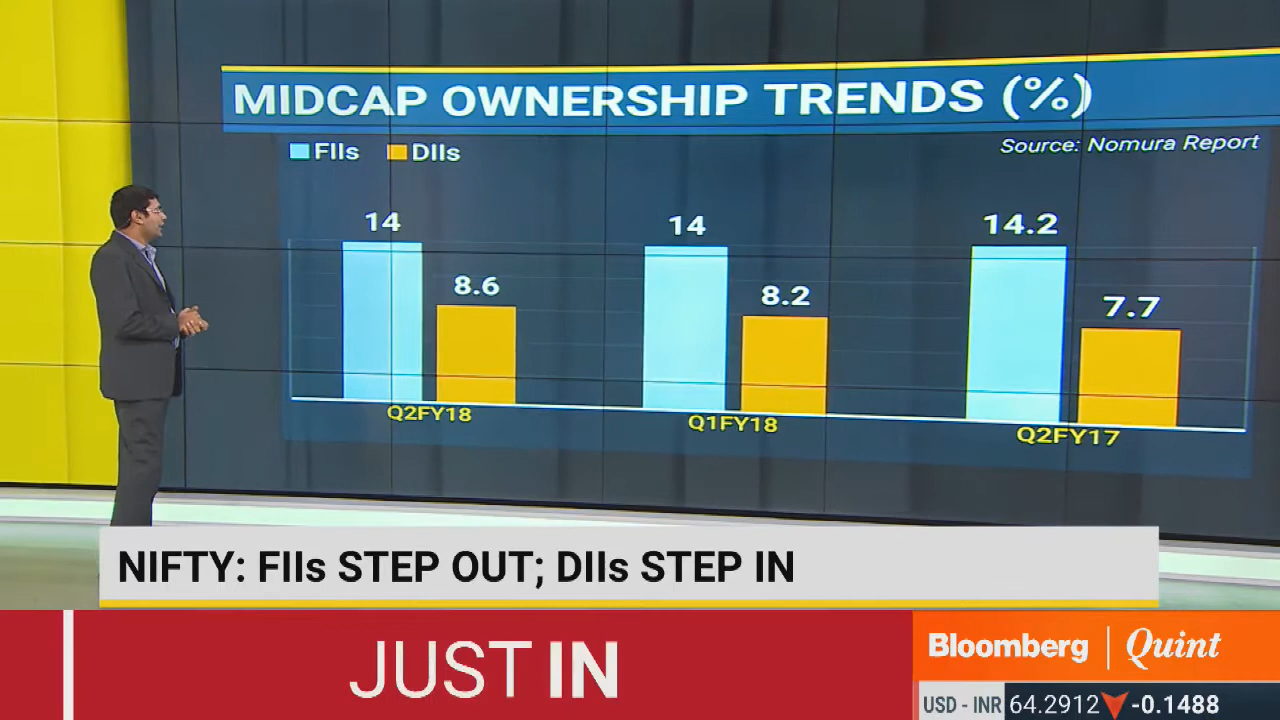 MIDCAP OWNERSHIP TRENDS (%)
FIIs DIIs
Source: Nomura Report
14 8.6 14 8.2 14.2 7.7
Q2FY18 Q1FY18 Q2FY17
NIFTY: FIIs STEP OUT; DIIs STEP IN
JUST IN
Bloomberg | Quint
USD - INR 64.2912 -0.1488